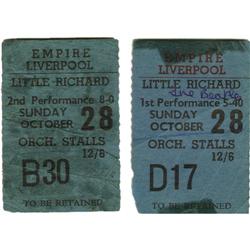 EMPIRE
LIVERPOOL
LITTLE RICHARD
2nd Performance 8-0
SUNDAY
OCTOBER 28
ORCH. STALLS
12/6
B30
TO BE RETAINED
EMPIRE
LIVERPOOL
LITTLE RICHARD
The Beatles
1st Performance 5-40
SUNDAY
OCTOBER 28
ORCH. STALLS
12/6
D17
TO BE RETAINED